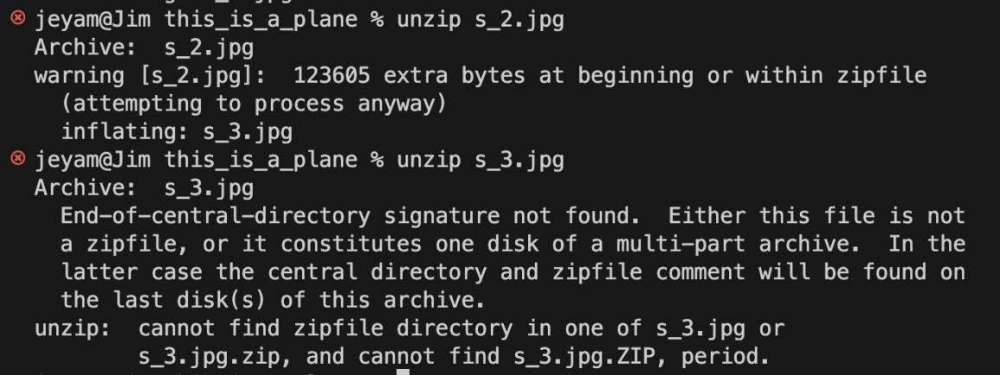 jeyam@Jim this_is_a_plane % unzip s_2.jpg
Archive:  s_2.jpg
warning [s_2.jpg]:  123605 extra bytes at beginning or within zipfile
  (attempting to process anyway)
  inflating: s_3.jpg
jeyam@Jim this_is_a_plane % unzip s_3.jpg
Archive:  s_3.jpg
  End-of-central-directory signature not found.  Either this file is not
  a zipfile, or it constitutes one disk of a multi-part archive.  In the
  latter case the central directory and zipfile comment will be found on
  the last disk(s) of this archive.
unzip:  cannot find zipfile directory in one of s_3.jpg or
        s_3.jpg.zip, and cannot find s_3.jpg.ZIP, period.